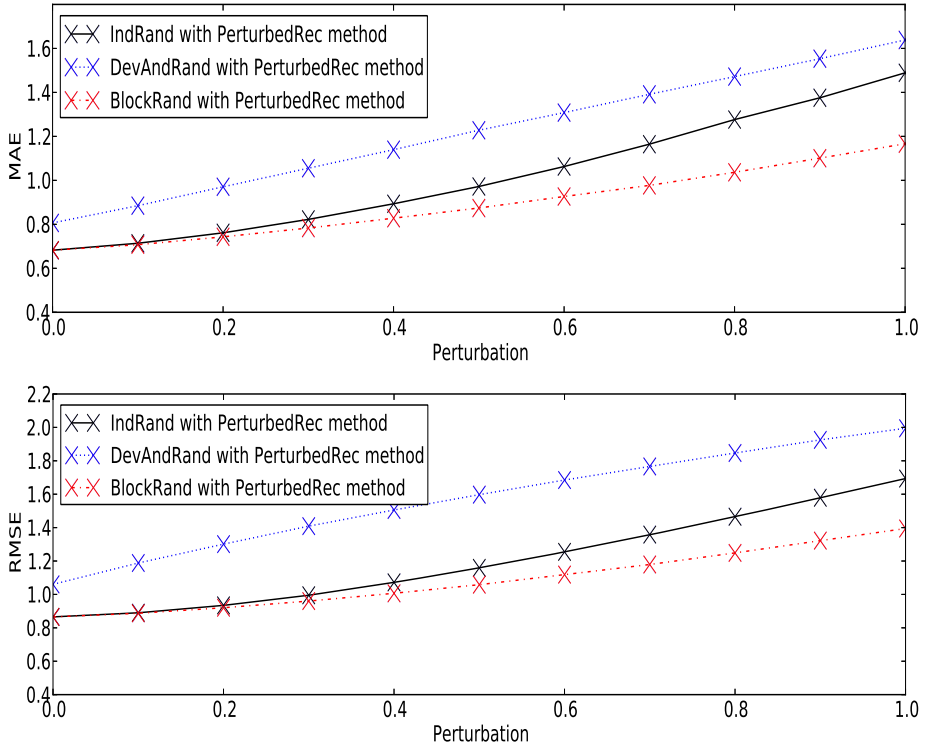 IndRand with PerturbedRec method
DevAndRand with PerturbedRec method
BlockRand with PerturbedRec method
MAE
1.6
1.4
1.2
1.0
0.8
0.6
0.4
0.0 0.2 0.4 0.6 0.8 1.0
Perturbation
IndRand with PerturbedRec method
DevAndRand with PerturbedRec method
BlockRand with PerturbedRec method
RMSE
2.2
2.0
1.8
1.6
1.4
1.2
1.0
0.8
0.6
0.4
0.0 0.2 0.4 0.6 0.8 1.0
Perturbation